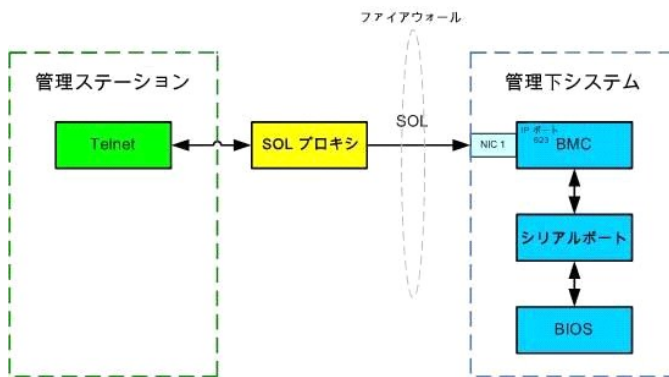 ファイアウォール
管理ステーション
管理下システム
Telnet
SOL プロキシ
SOL
NIC 1
IP ポート
623
BMC
シリアルポート
BIOS